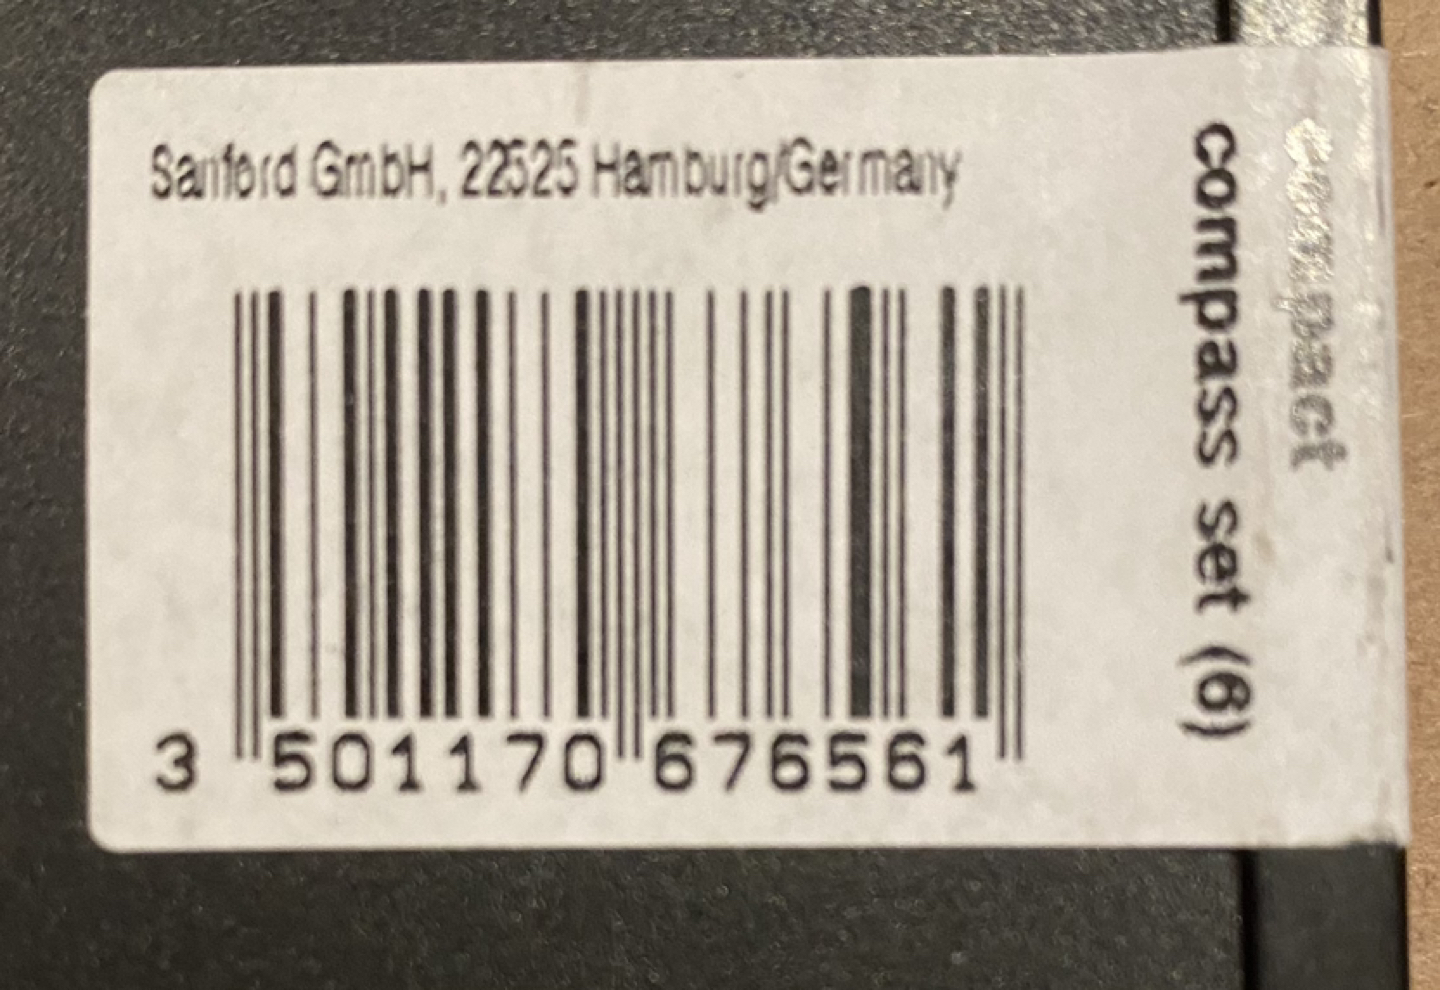 Sanford GmbH, 22525 Hamburg/Germany
3 501170 676561
compact
compass set (6)